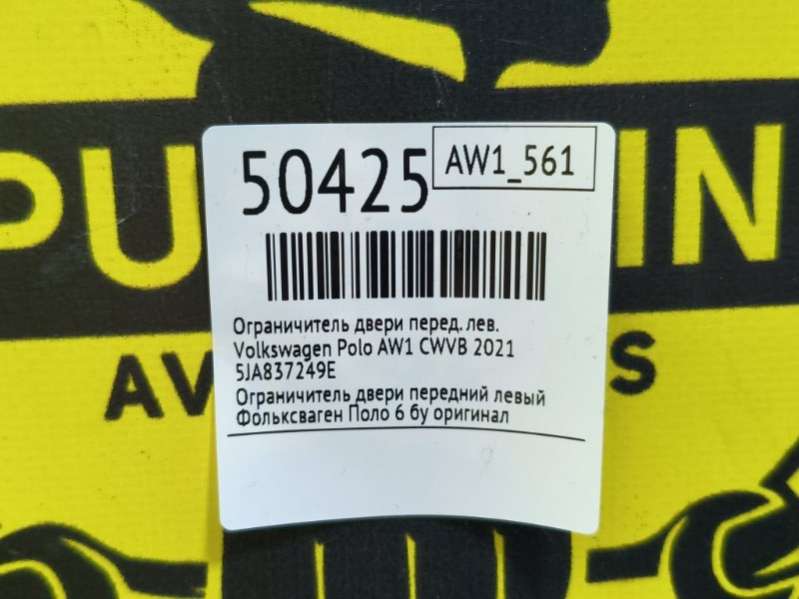 50425
AW1_561
Ограничитель двери перед. лев.
Volkswagen Polo AW1 CWVB 2021
5JA837249E
Ограничитель двери передний левый
Фольксваген Поло 6 бу оригинал